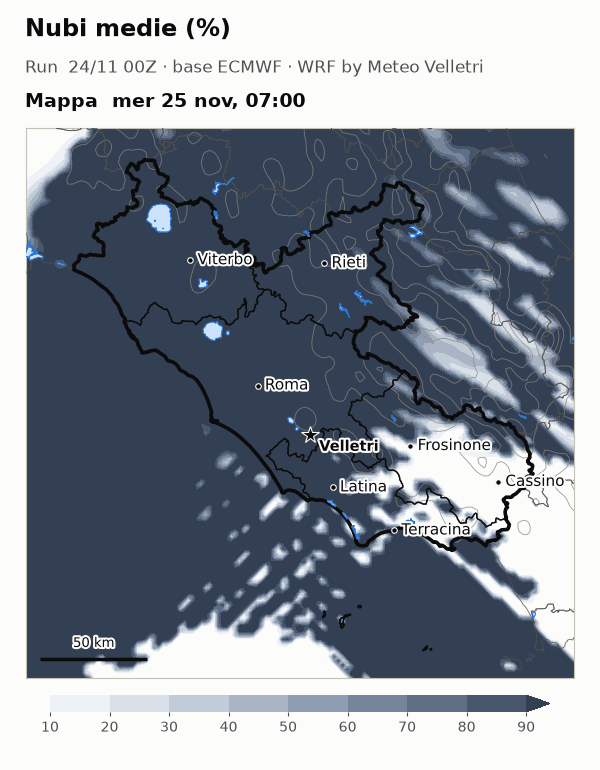 Nubi medie (%)
Run  24/11 00Z · base ECMWF · WRF by Meteo Velletri
Mappa  mer 25 nov, 07:00
Viterbo
Rieti
Roma
Velletri
Frosinone
Cassino
Latina
Terracina
50 km
10 20 30 40 50 60 70 80 90